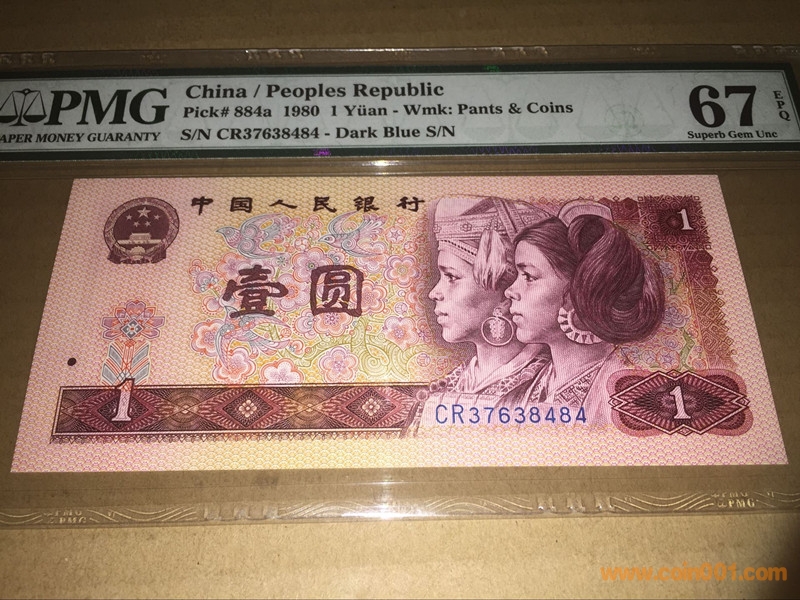 PMG
PAPER MONEY GUARANTY
China / Peoples Republic
Pick# 884a 1980 1 Yüan - Wmk: Pants & Coins
S/N CR37638484 - Dark Blue S/N
67 EPQ
Superb Gem Unc
中国人民银行
1
壹圆
1
CR37638484
1
PMG
PMG
www.coin001.com